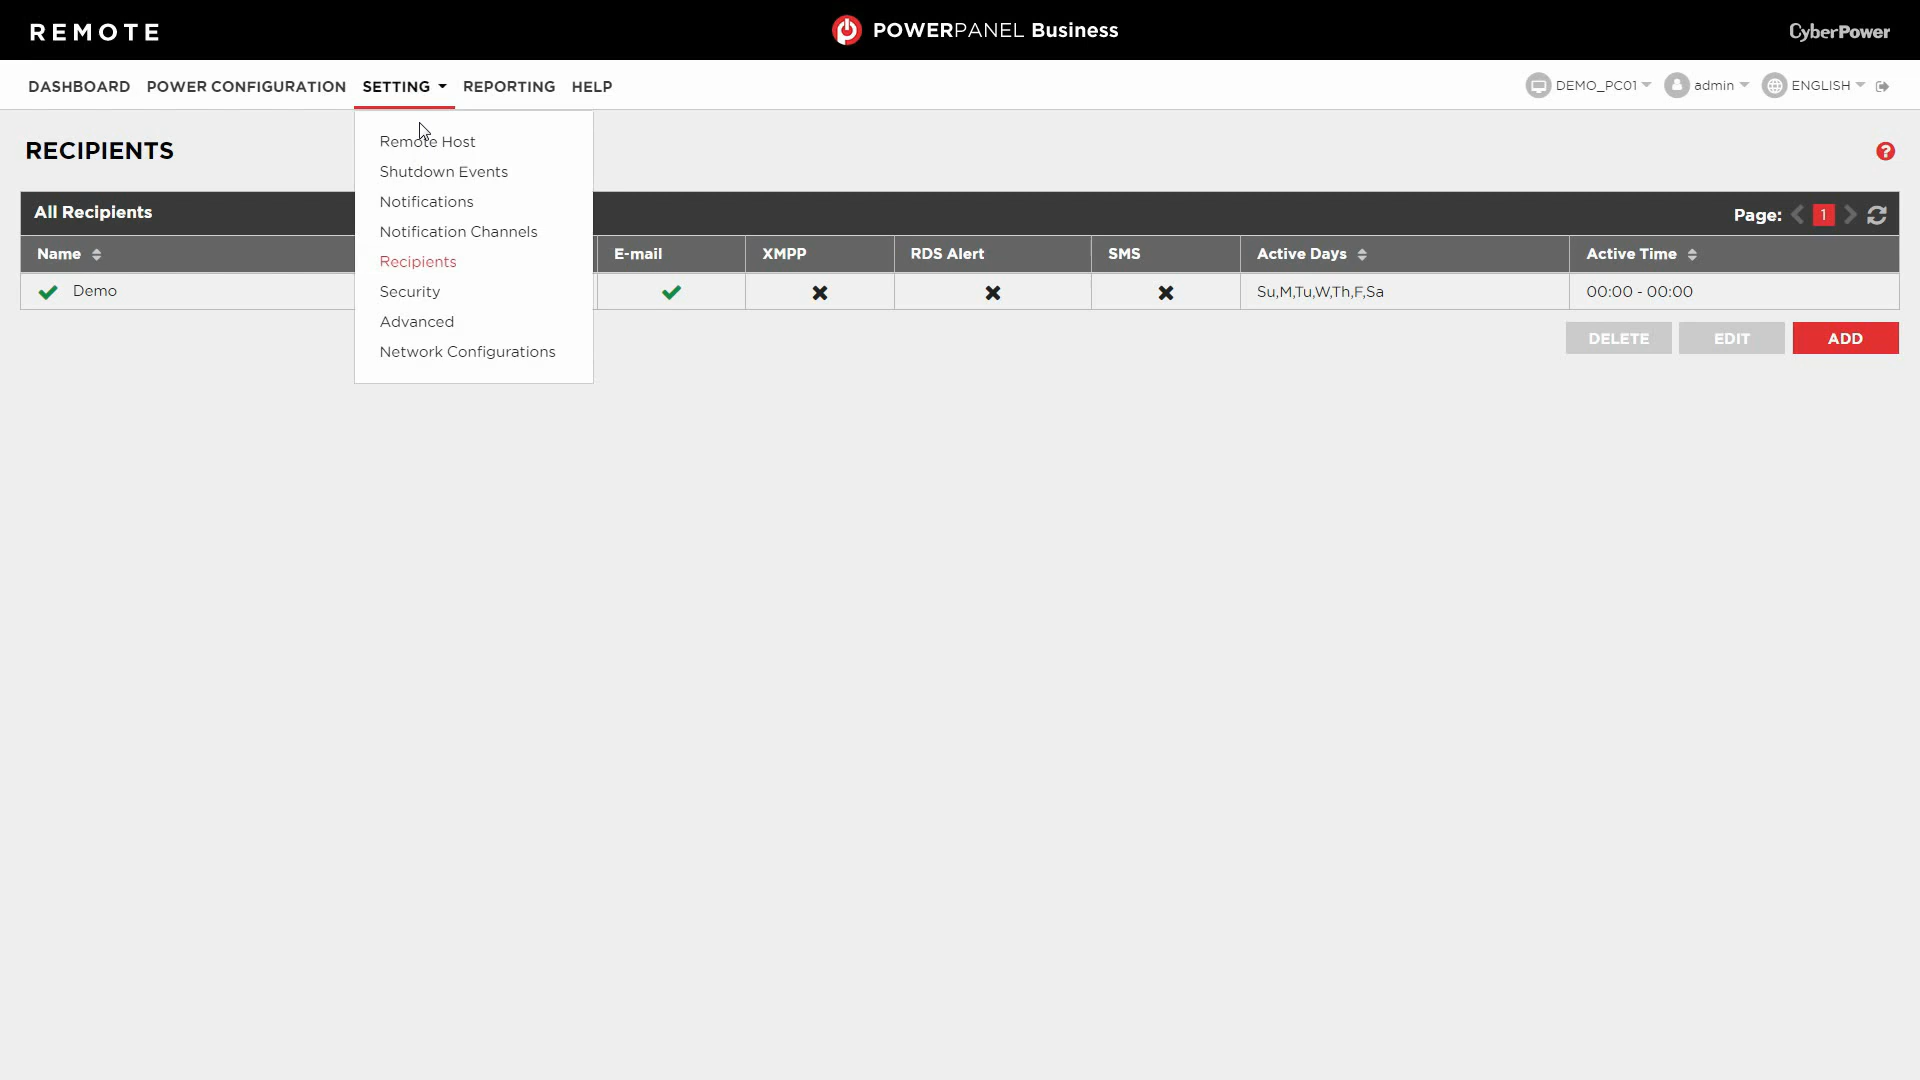 REMOTE
POWERPANEL Business
CyberPower
DASHBOARD POWER CONFIGURATION SETTING REPORTING HELP
DEMO_PC01 admin ENGLISH
RECIPIENTS
Remote Host
Shutdown Events
Notifications
Notification Channels
Recipients
Security
Advanced
Network Configurations
All Recipients
Page: 1
Name E-mail XMPP RDS Alert SMS Active Days Active Time
Demo Su,M,Tu,W,Th,F,Sa 00:00 - 00:00
DELETE EDIT ADD